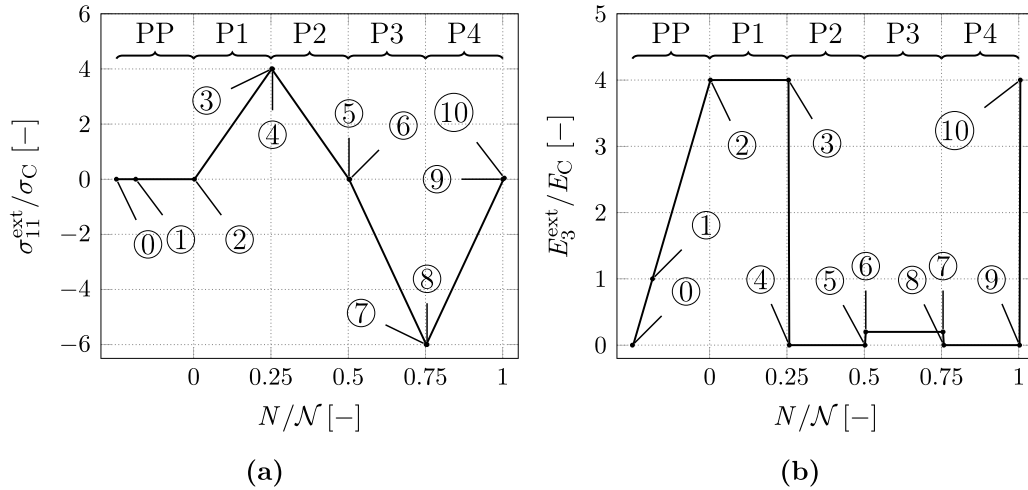 PP P1 P2 P3 P4
6
4
2
0
−2
−4
−6
σ₁₁ᵉˣᵗ/σ_C [−]
③ ④ ⑤ ⑥ ⑩
⓪ ① ② ⑦ ⑧ ⑨
0 0.25 0.5 0.75 1
N/𝒩 [−]
(a)
PP P1 P2 P3 P4
5
4
3
2
1
0
E₃ᵉˣᵗ/E_C [−]
② ③ ⑩
① ⓪ ④ ⑤ ⑥ ⑧ ⑦ ⑨
0 0.25 0.5 0.75 1
N/𝒩 [−]
(b)